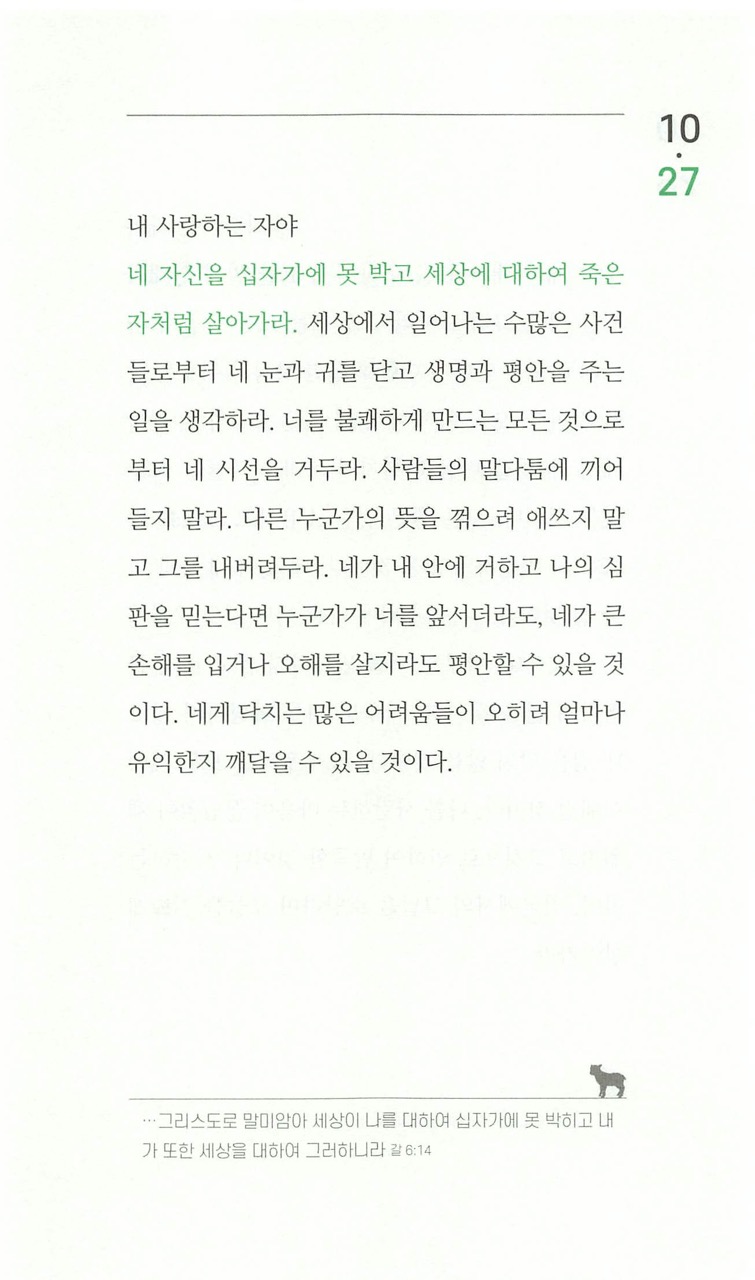 10
·
27
내 사랑하는 자야
네 자신을 십자가에 못 박고 세상에 대하여 죽은
자처럼 살아가라. 세상에서 일어나는 수많은 사건
들로부터 네 눈과 귀를 닫고 생명과 평안을 주는
일을 생각하라. 너를 불쾌하게 만드는 모든 것으로
부터 네 시선을 거두라. 사람들의 말다툼에 끼어
들지 말라. 다른 누군가의 뜻을 꺾으려 애쓰지 말
고 그를 내버려두라. 네가 내 안에 거하고 나의 심
판을 믿는다면 누군가가 너를 앞서더라도, 네가 큰
손해를 입거나 오해를 살지라도 평안할 수 있을 것
이다. 네게 닥치는 많은 어려움들이 오히려 얼마나
유익한지 깨달을 수 있을 것이다.
…그리스도로 말미암아 세상이 나를 대하여 십자가에 못 박히고 내
가 또한 세상을 대하여 그러하니라 갈 6:14